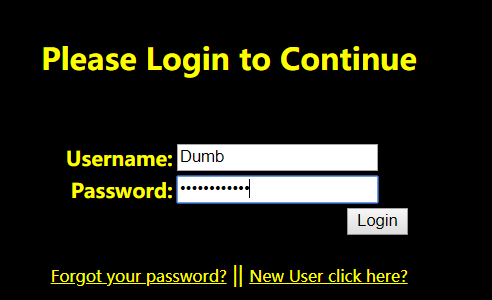 Please Login to Continue
Username: Dumb
Password: ••••••••••••
Login
Forgot your password? || New User click here?